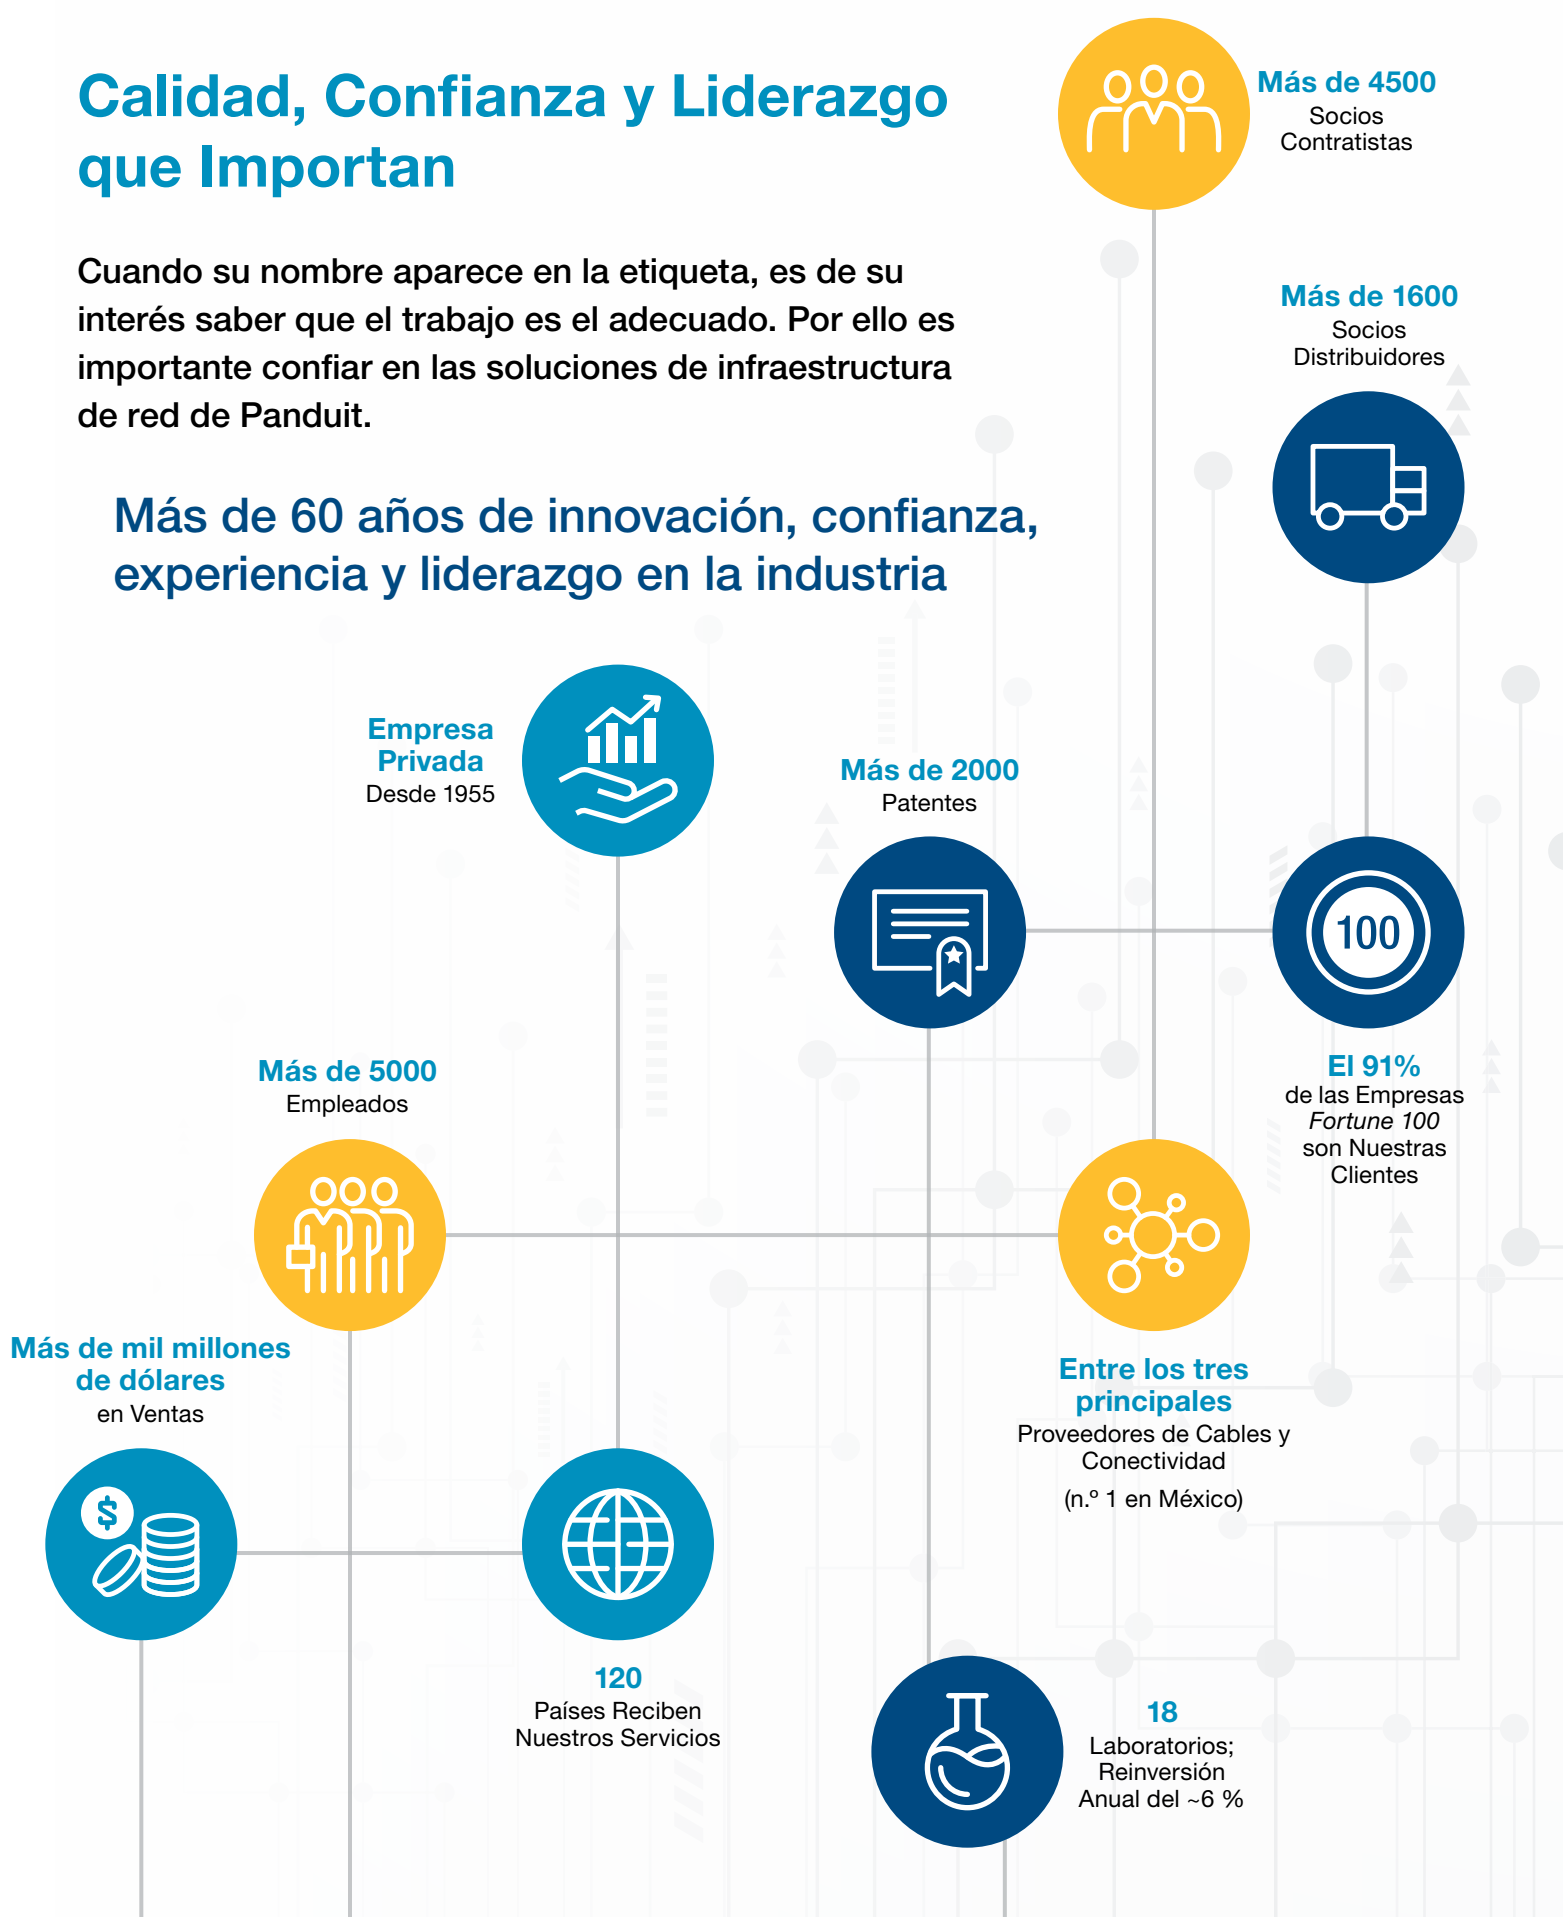 Calidad, Confianza y Liderazgo
que Importan
Cuando su nombre aparece en la etiqueta, es de su
interés saber que el trabajo es el adecuado. Por ello es
importante confiar en las soluciones de infraestructura
de red de Panduit.
Más de 60 años de innovación, confianza,
experiencia y liderazgo en la industria
Más de 4500
Socios
Contratistas
Más de 1600
Socios
Distribuidores
Empresa
Privada
Desde 1955
Más de 2000
Patentes
100
El 91%
de las Empresas
Fortune 100
son Nuestras
Clientes
Más de 5000
Empleados
Más de mil millones
de dólares
en Ventas
$
Entre los tres
principales
Proveedores de Cables y
Conectividad
(n.º 1 en México)
120
Países Reciben
Nuestros Servicios
18
Laboratorios;
Reinversión
Anual del ~6 %